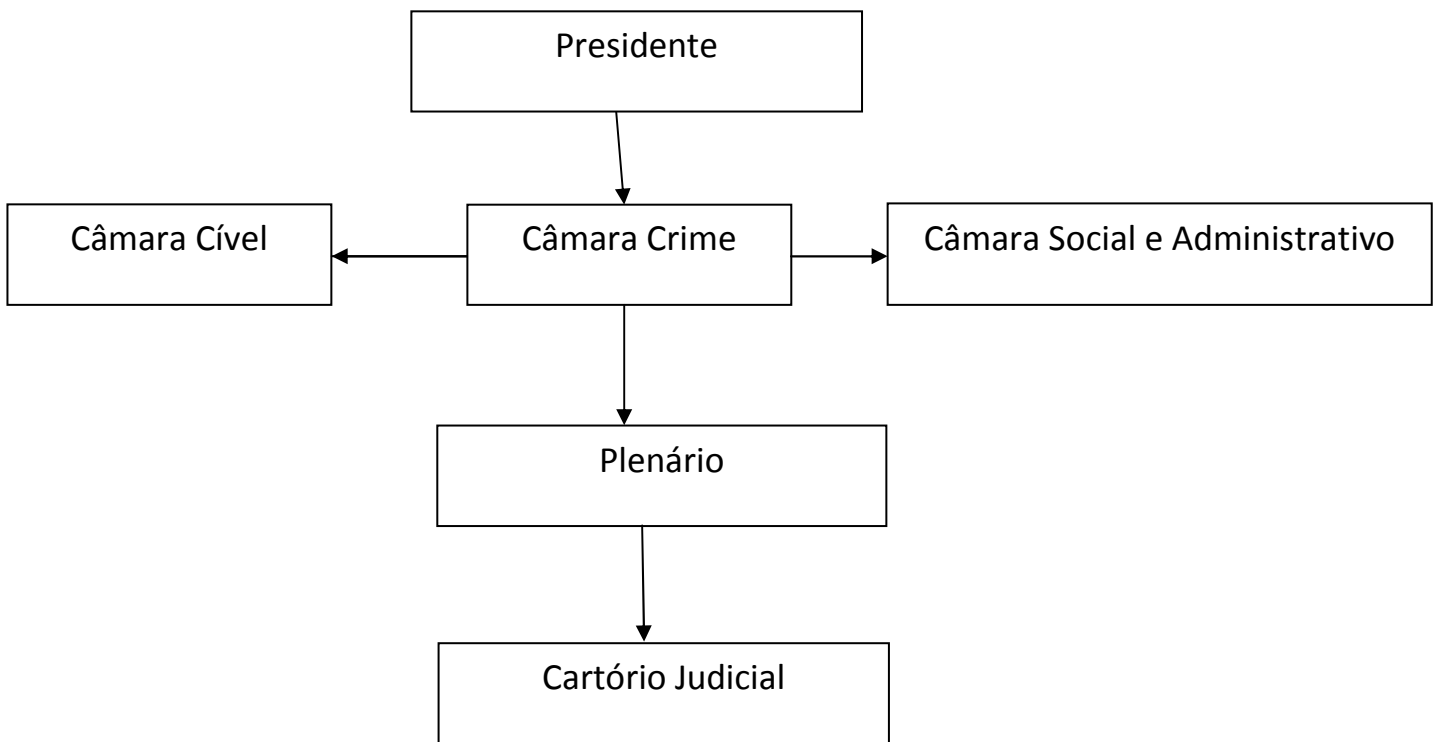 Presidente
Câmara Cível
Câmara Crime
Câmara Social e Administrativo
Plenário
Cartório Judicial